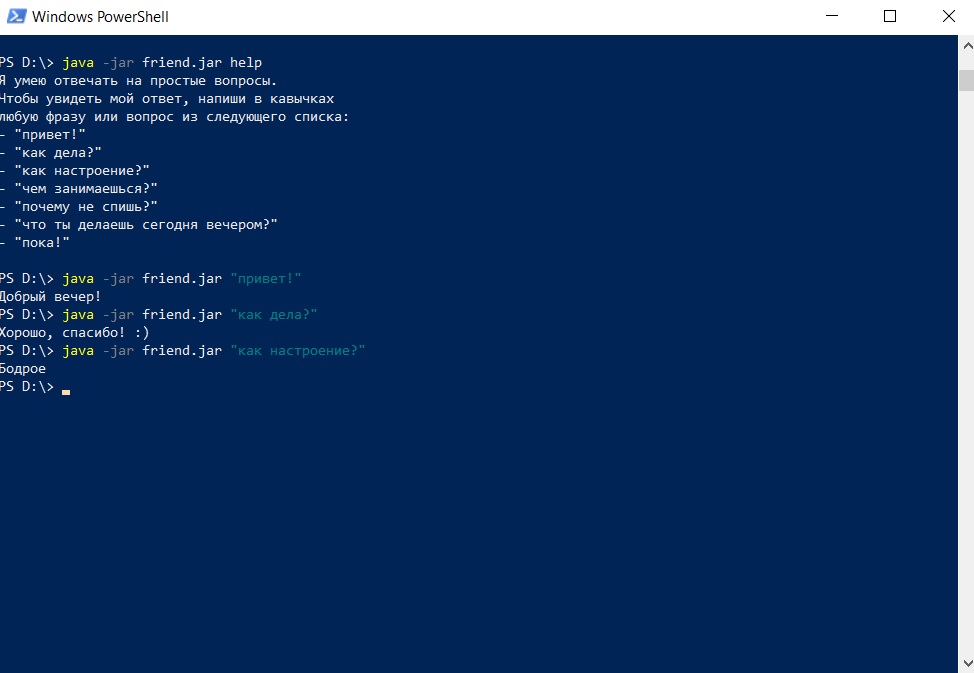 Windows PowerShell
PS D:\> java -jar friend.jar help
Я умею отвечать на простые вопросы.
Чтобы увидеть мой ответ, напиши в кавычках
любую фразу или вопрос из следующего списка:
- "привет!"
- "как дела?"
- "как настроение?"
- "чем занимаешься?"
- "почему не спишь?"
- "что ты делаешь сегодня вечером?"
- "пока!"
PS D:\> java -jar friend.jar "привет!"
Добрый вечер!
PS D:\> java -jar friend.jar "как дела?"
Хорошо, спасибо! :)
PS D:\> java -jar friend.jar "как настроение?"
Бодрое
PS D:\>